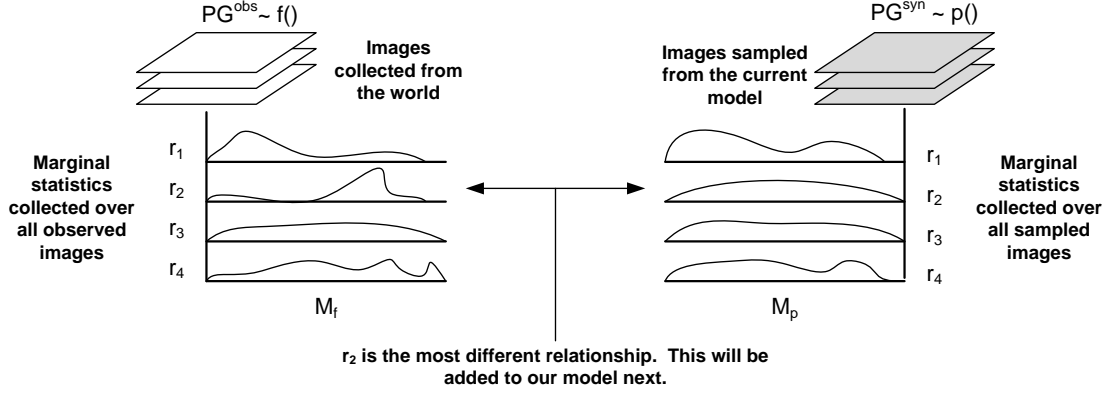 PG^obs ~ f()
Images
collected from
the world
Marginal
statistics
collected over
all observed
images
r₁
r₂
r₃
r₄
M_f
PG^syn ~ p()
Images sampled
from the current
model
r₁
r₂
r₃
r₄
Marginal
statistics
collected over
all sampled
images
M_p
r₂ is the most different relationship. This will be
added to our model next.